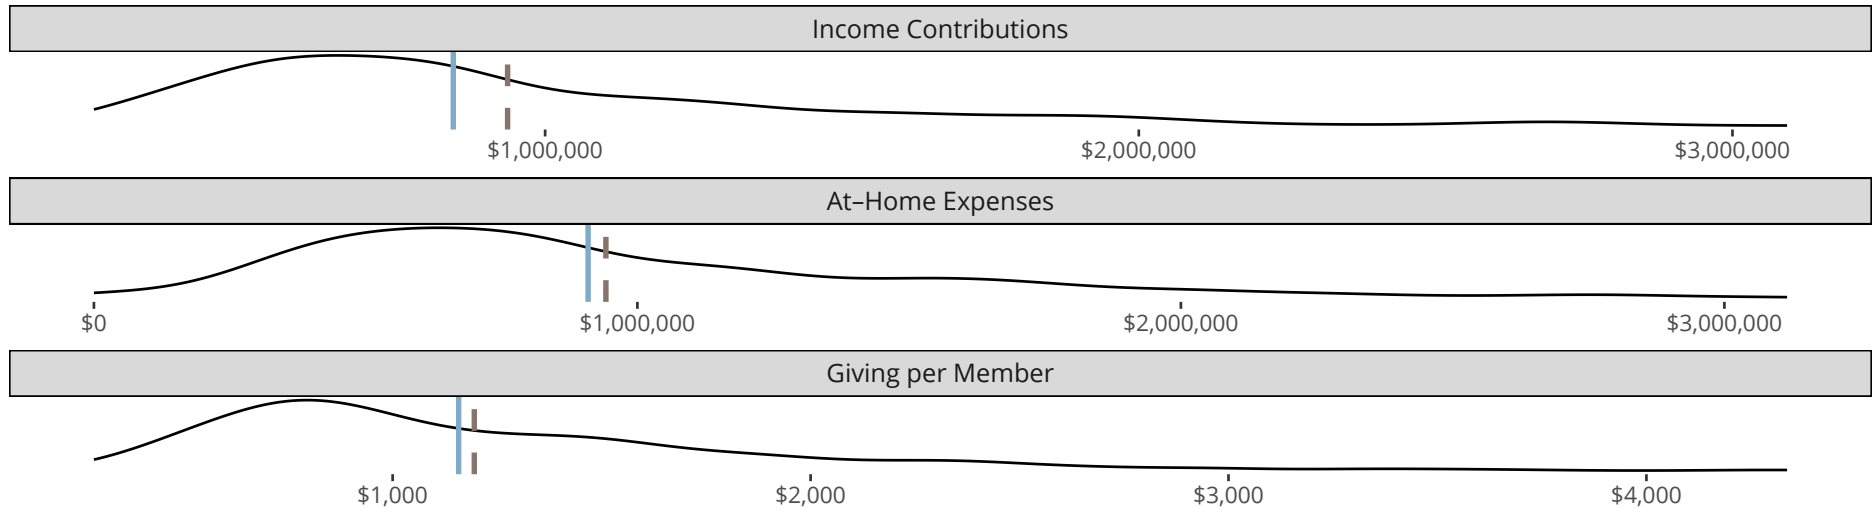 Income Contributions
$1,000,000 $2,000,000 $3,000,000
At–Home Expenses
$0 $1,000,000 $2,000,000 $3,000,000
Giving per Member
$1,000 $2,000 $3,000 $4,000